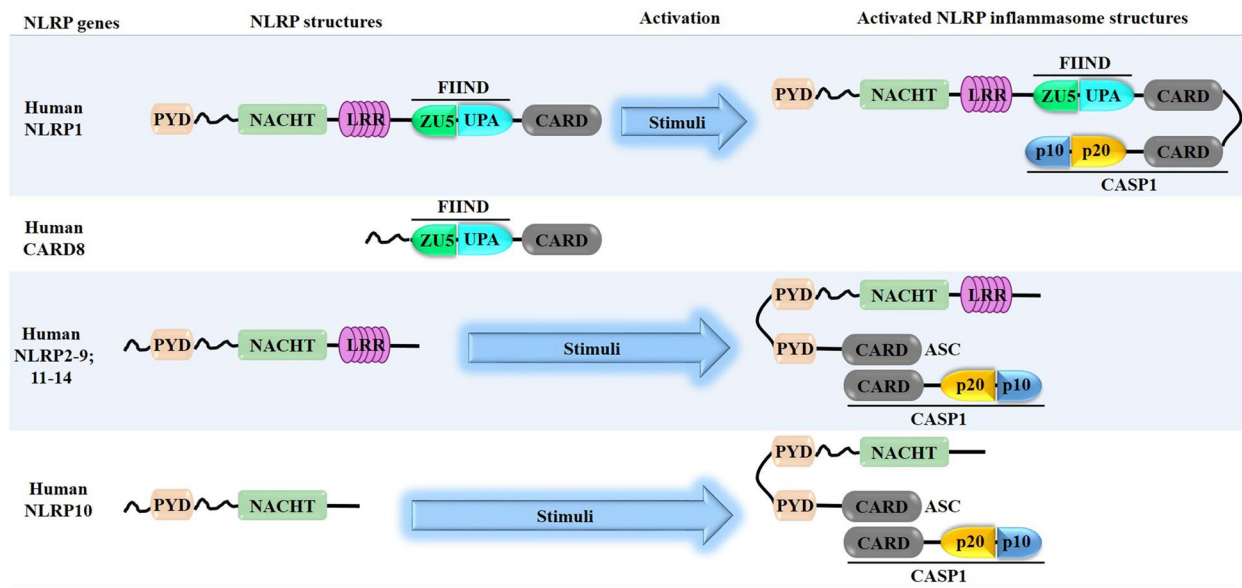 NLRP genes NLRP structures Activation Activated NLRP inflammasome structures
FIIND FIIND
Human
NLRP1
PYD NACHT LRR ZU5 UPA CARD Stimuli PYD NACHT LRR ZU5 UPA CARD
p10 p20 CARD
CASP1
FIIND
Human
CARD8
ZU5 UPA CARD
Human
NLRP2-9;
11-14
PYD NACHT LRR Stimuli PYD NACHT LRR
PYD CARD ASC
CARD p20 p10
CASP1
Human
NLRP10
PYD NACHT Stimuli PYD NACHT
PYD CARD ASC
CARD p20 p10
CASP1